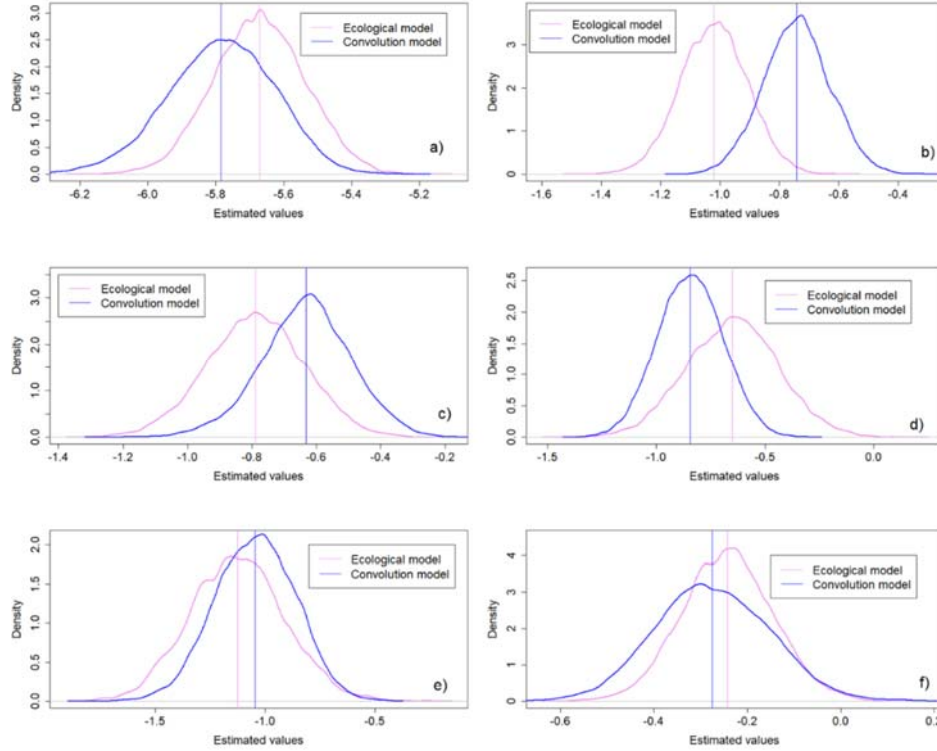 Density
0.0 0.5 1.0 1.5 2.0 2.5 3.0
Ecological model
Convolution model
a)
-6.2 -6.0 -5.8 -5.6 -5.4 -5.2
Estimated values
Density
0 1 2 3
Ecological model
Convolution model
b)
-1.6 -1.4 -1.2 -1.0 -0.8 -0.6 -0.4 -0.2
Estimated values
Density
0.0 1.0 2.0 3.0
Ecological model
Convolution model
c)
-1.4 -1.2 -1.0 -0.8 -0.6 -0.4 -0.2
Estimated values
Density
0.0 0.5 1.0 1.5 2.0 2.5
Ecological model
Convolution model
d)
-1.5 -1.0 -0.5 0.0
Estimated values
Density
0.0 0.5 1.0 1.5 2.0
Ecological model
Convolution model
e)
-1.5 -1.0 -0.5
Estimated values
Density
0 1 2 3 4
Ecological model
Convolution model
f)
-0.6 -0.4 -0.2 0.0 0.2
Estimated values